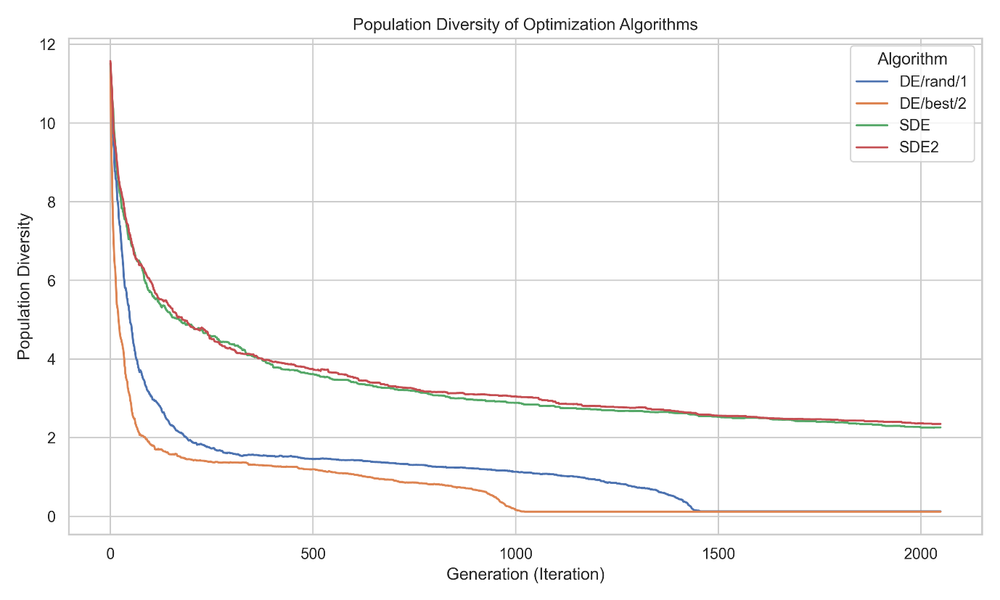 Population Diversity of Optimization Algorithms
12
10
8
6
4
2
0
Population Diversity
0 500 1000 1500 2000
Generation (Iteration)
Algorithm
DE/rand/1
DE/best/2
SDE
SDE2